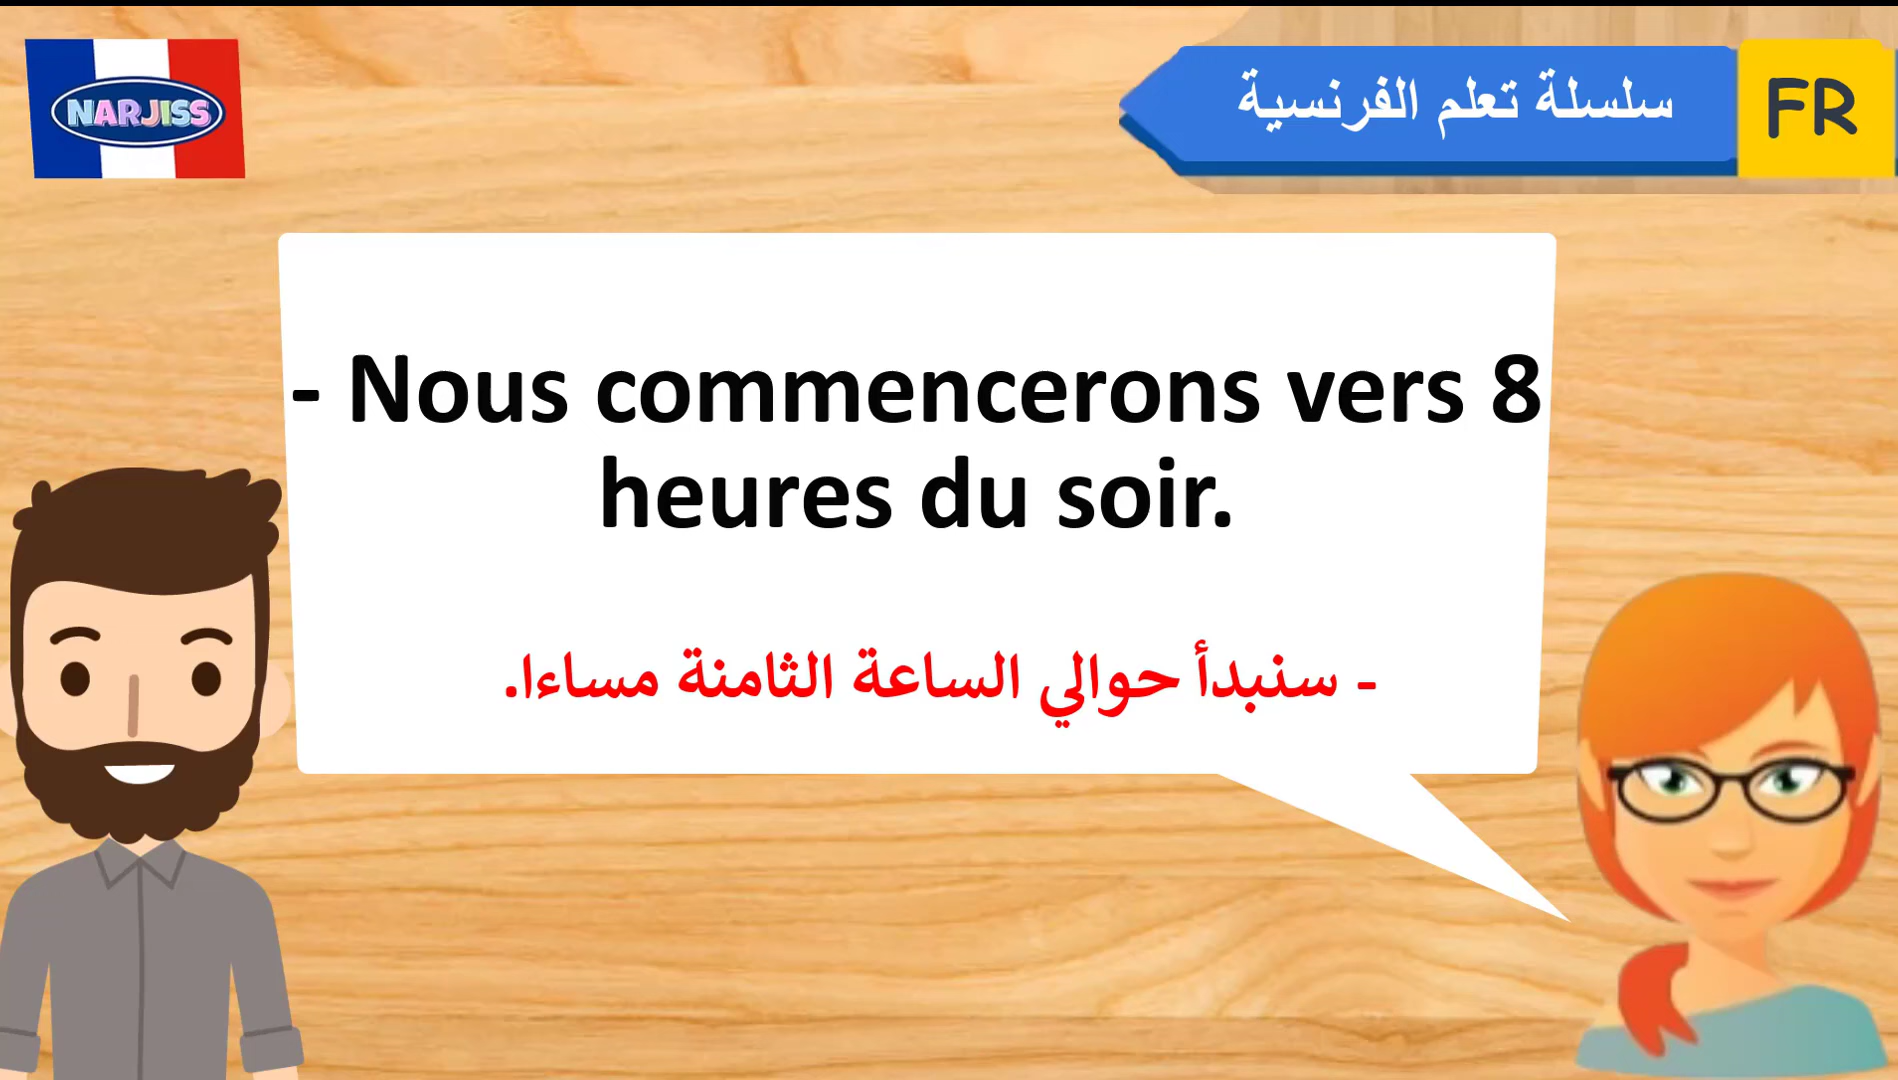 NARJISS
سلسلة تعلم الفرنسية
FR
- Nous commencerons vers 8
heures du soir.
- سنبدأ حوالي الساعة الثامنة مساءا.